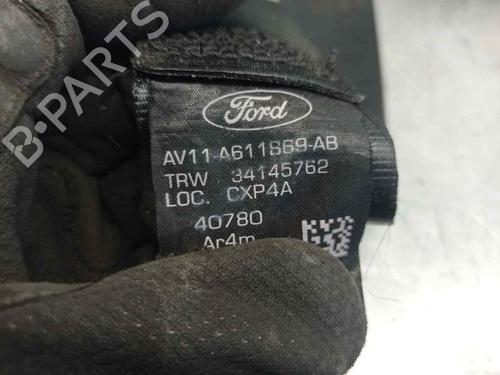 Ford
AV11-A611B69-AB
TRW 34145762
LOC. CXP4A
40780
Ar4m
B-PARTS